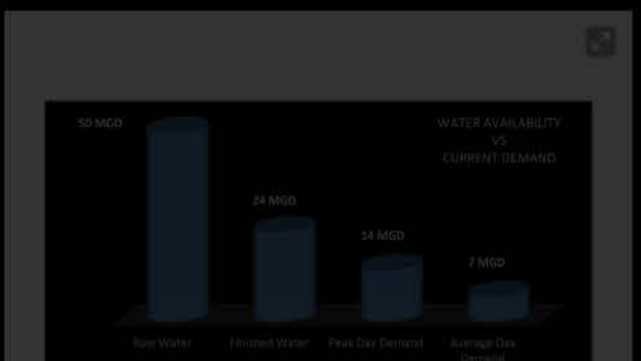 50 MGD
WATER AVAILABILITY
VS
CURRENT DEMAND
24 MGD
14 MGD
7 MGD
Raw Water
Finished Water
Peak Day Demand
Average Day
Demand